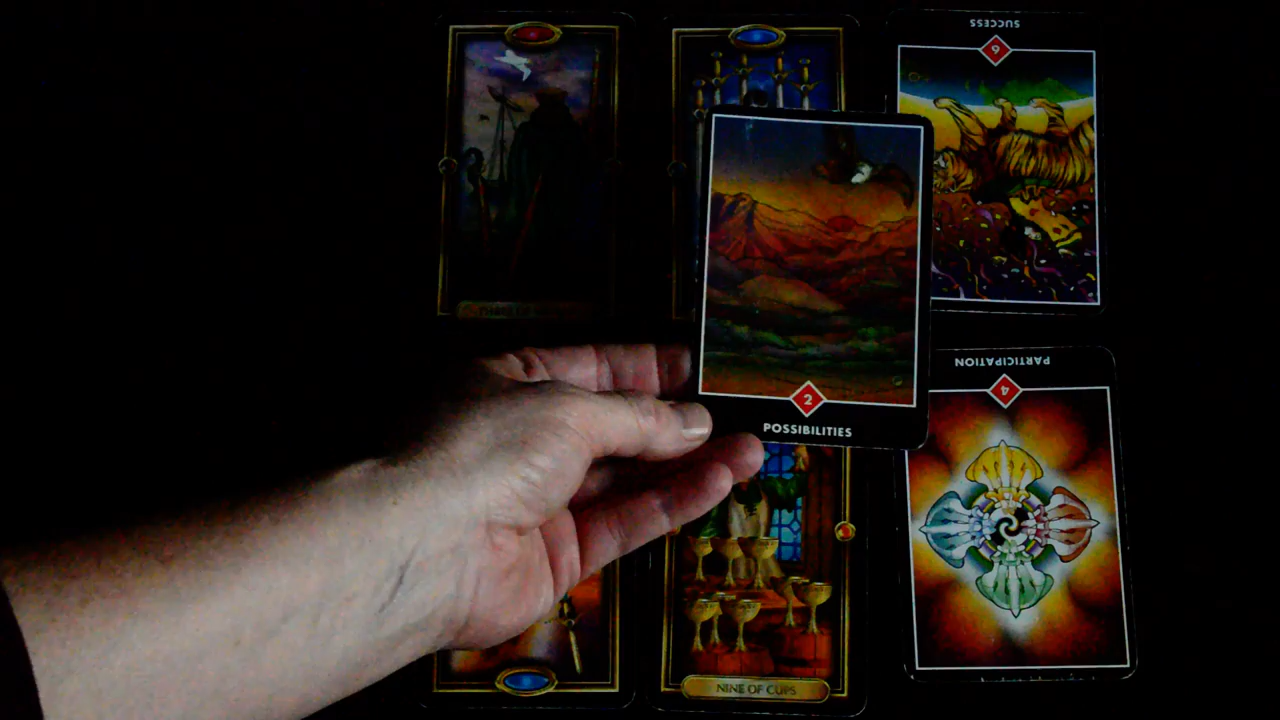 SUCCESS
6
2
POSSIBILITIES
PARTICIPATION
4
NINE OF CUPS